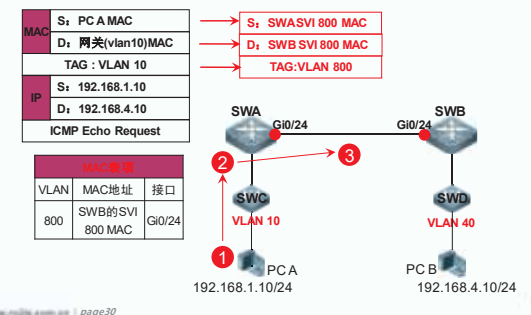 MAC
S: PC A MAC
D: 网关(vlan10)MAC
TAG : VLAN 10
IP
S: 192.168.1.10
D: 192.168.4.10
ICMP Echo Request
S: SWASVI 800 MAC
D: SWB SVI 800 MAC
TAG:VLAN 800
MAC表项
VLAN MAC地址 接口
800 SWB的SVI 800 MAC Gi0/24
SWA
SWB
Gi0/24
Gi0/24
2
3
SWC
SWD
VLAN 10
VLAN 40
1
PC A
PC B
192.168.1.10/24
192.168.4.10/24
page30